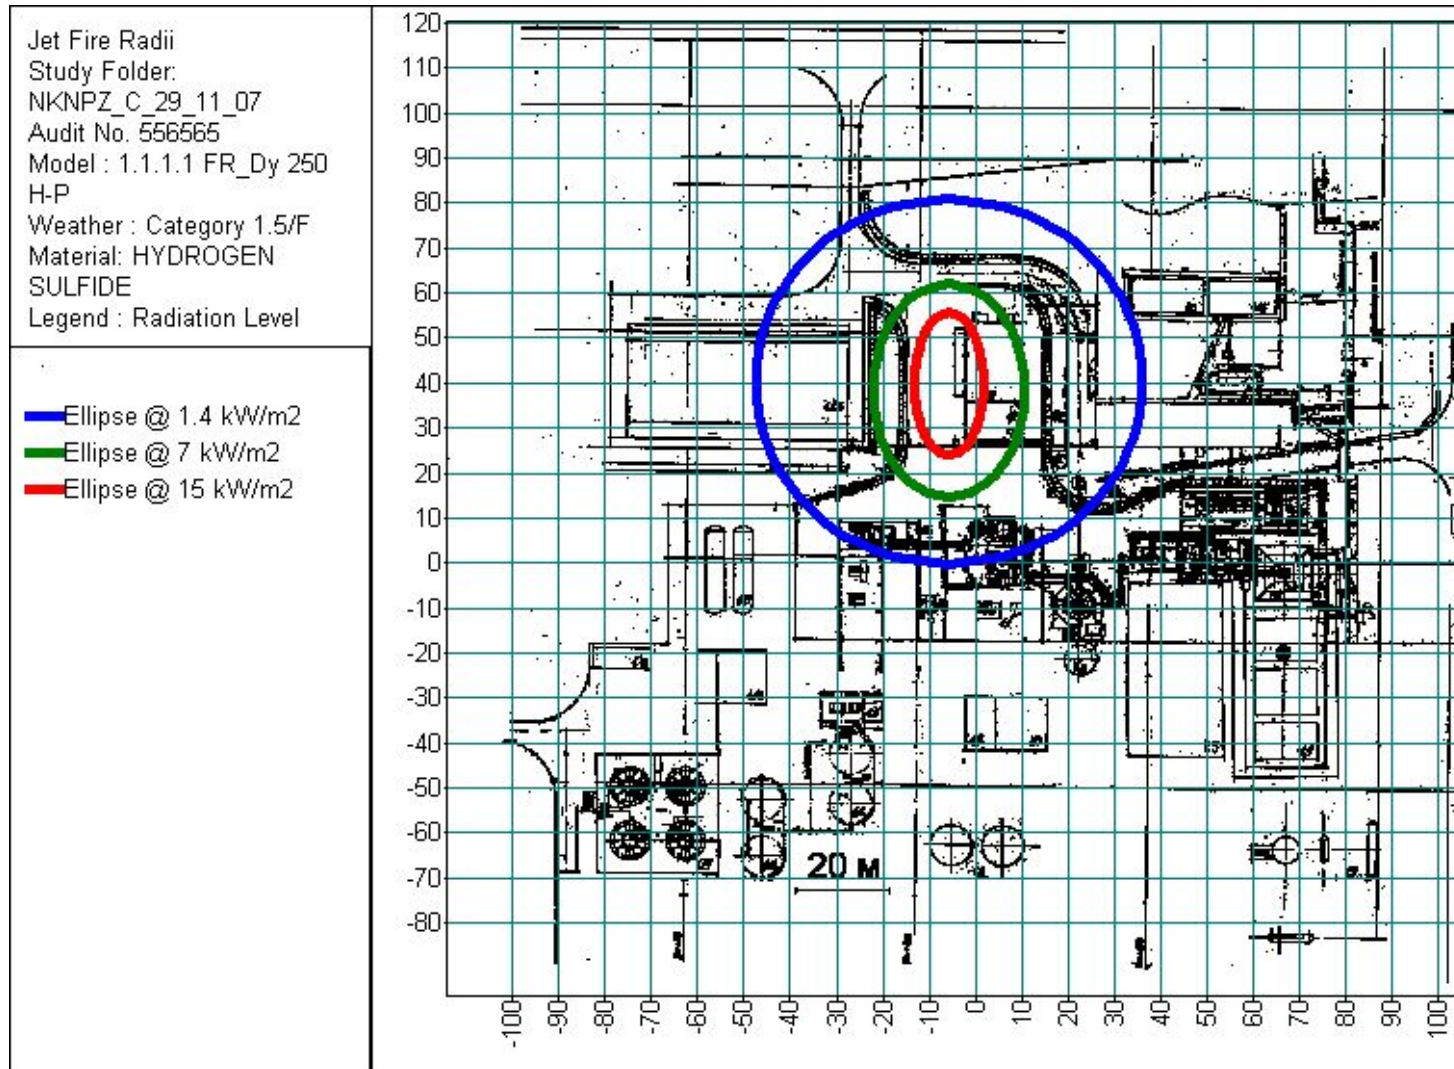 Jet Fire Radii
Study Folder:
NKNPZ_C_29_11_07
Audit No. 556565
Model : 1.1.1.1 FR_Dy 250
H-P
Weather : Category 1.5/F
Material: HYDROGEN
SULFIDE
Legend : Radiation Level
Ellipse @ 1.4 kW/m2
Ellipse @ 7 kW/m2
Ellipse @ 15 kW/m2
120
110
100
90
80
70
60
50
40
30
20
10
0
-10
-20
-30
-40
-50
-60
-70
-80
20 м
-100 -90 -80 -70 -60 -50 -40 -30 -20 -10 0 10 20 30 40 50 60 70 80 90 100